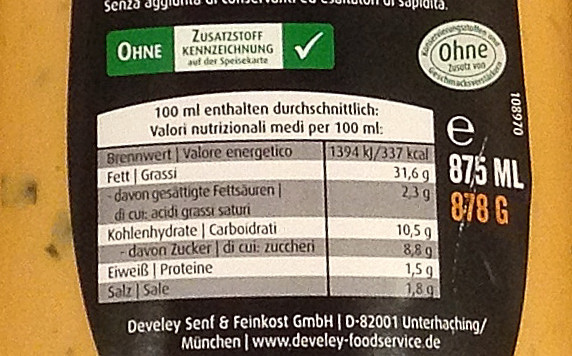 Senza aggiunta di conservanti ed esaltatori di sapidità.
OHNE
ZUSATZSTOFF
KENNZEICHNUNG
auf der Speisekarte
Konservierungsstoffen und
Ohne
Zusatz von
Geschmacksverstärkern
108970
100 ml enthalten durchschnittlich:
Valori nutrizionali medi per 100 ml:
Brennwert | Valore energetico 1394 kJ/337 kcal
Fett | Grassi 31,6 g
- davon gesättigte Fettsäuren | 2,3 g
di cui: acidi grassi saturi
Kohlenhydrate | Carboidrati 10,5 g
- davon Zucker | di cui: zuccheri 8,8 g
Eiweiß | Proteine 1,5 g
Salz | Sale 1,8 g
e
875 ML
878 G
Develey Senf & Feinkost GmbH | D-82001 Unterhaching/
München | www.develey-foodservice.de